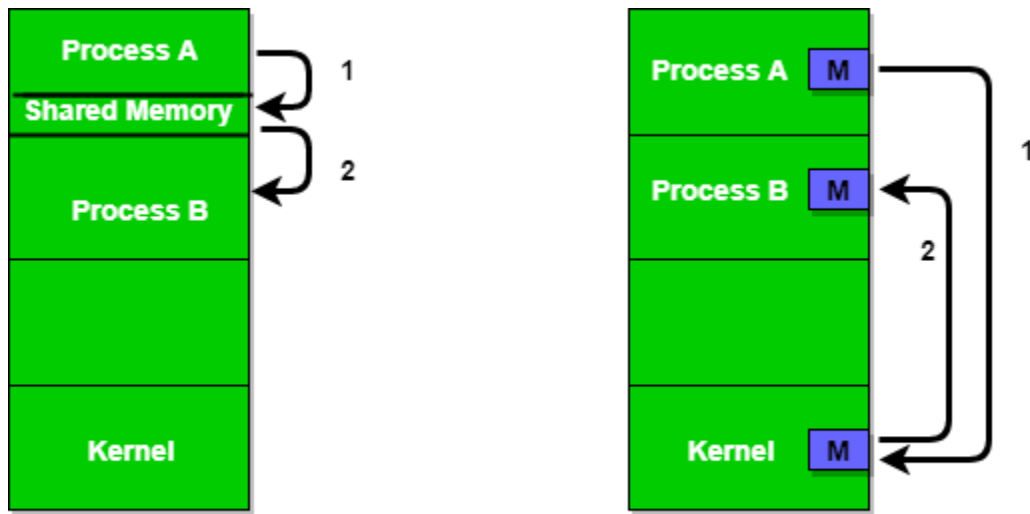 Process A
1
Shared Memory
2
Process B
Kernel
Process A M
1
Process B M
2
Kernel M